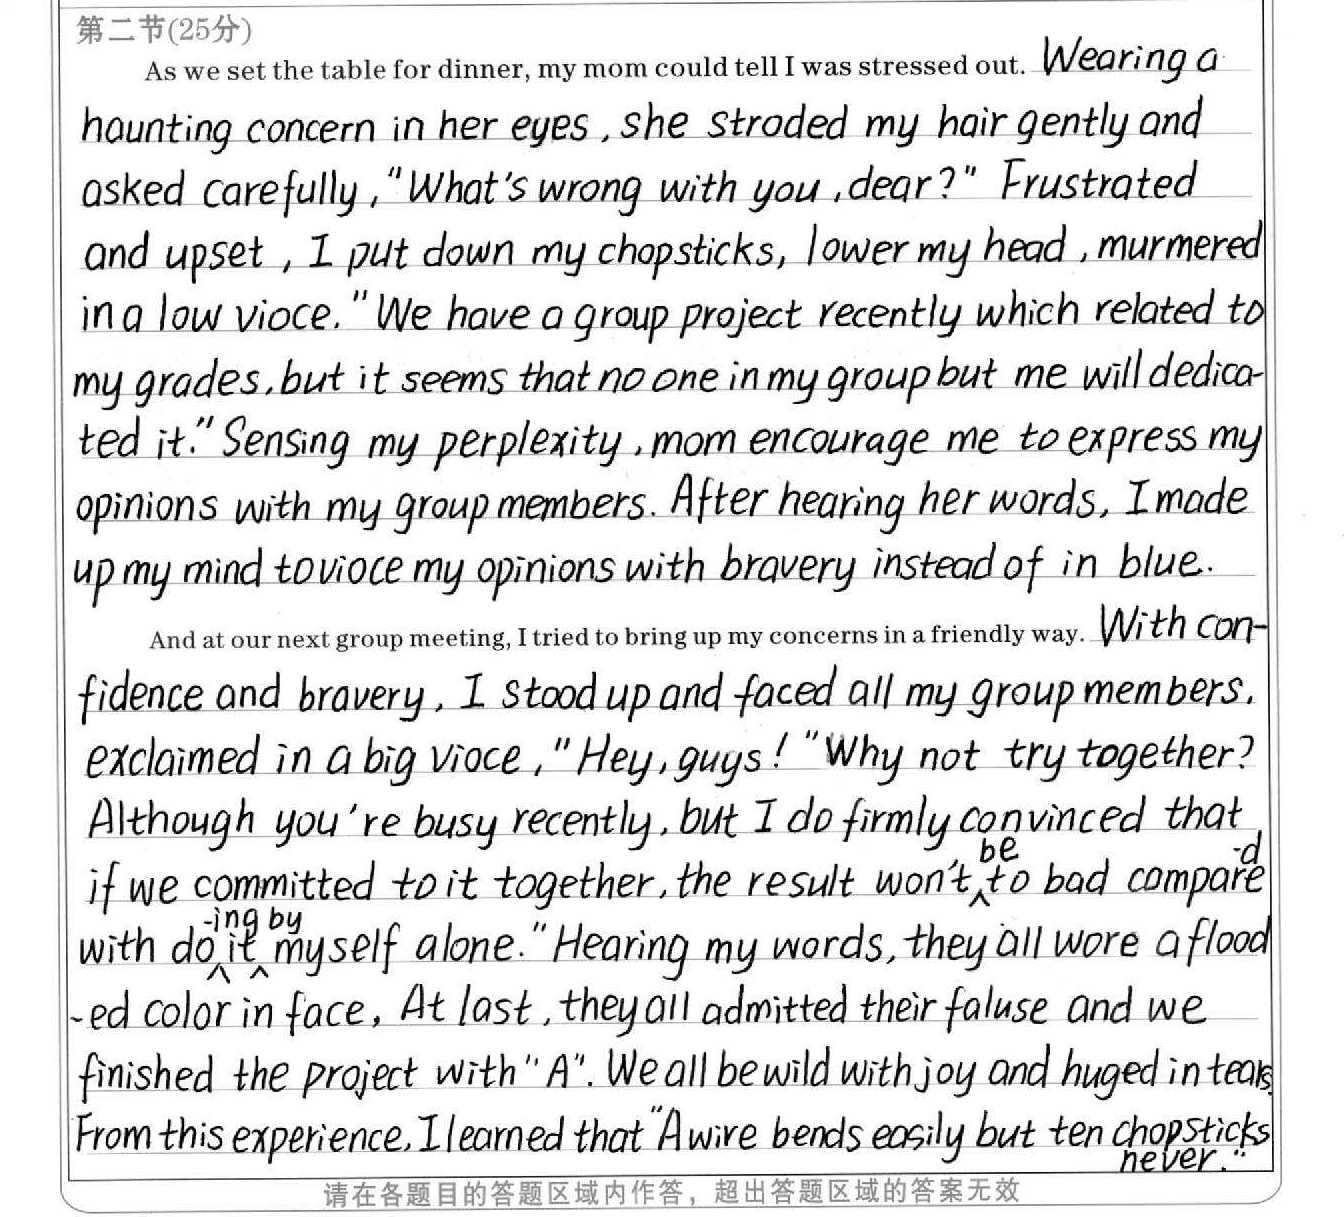 第二节(25分)
As we set the table for dinner, my mom could tell I was stressed out. Wearing a
haunting concern in her eyes, she stroded my hair gently and
asked carefully, "What's wrong with you, dear?" Frustrated
and upset, I put down my chopsticks, lower my head, murmered
in a low vioce. "We have a group project recently which related to
my grades, but it seems that no one in my group but me will dedica-
ted it." Sensing my perplexity, mom encourage me to express my
opinions with my group members. After hearing her words, I made
up my mind to vioce my opinions with bravery instead of in blue.
And at our next group meeting, I tried to bring up my concerns in a friendly way. With con-
fidence and bravery, I stood up and faced all my group members,
exclaimed in a big vioce, "Hey, guys! "Why not try together?
Although you're busy recently, but I do firmly convinced that
if we committed to it together, the result won't be to bad compare-d
with do-ing it by myself alone." Hearing my words, they all wore a flood
-ed color in face, At last, they all admitted their faluse and we
finished the project with "A". We all be wild with joy and huged in tears.
From this experience, I learned that "A wire bends easily but ten chopsticks
never."
请在各题目的答题区域内作答，超出答题区域的答案无效